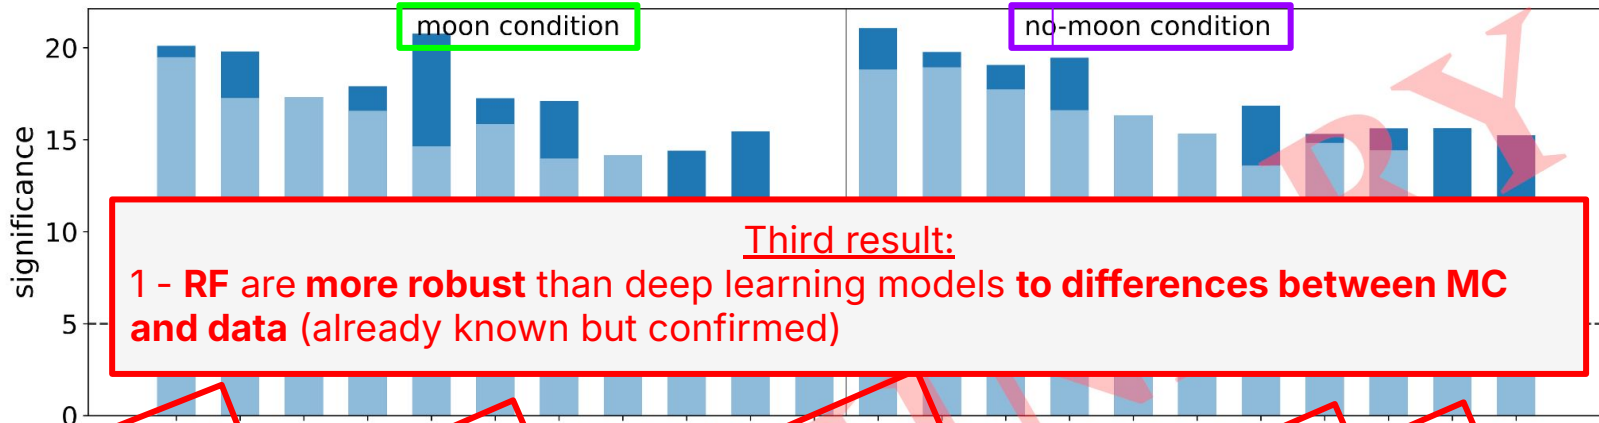 moon condition
no-moon condition
20
15
10
5
0
significance
Third result:
1 - RF are more robust than deep learning models to differences between MC
and data (already known but confirmed)